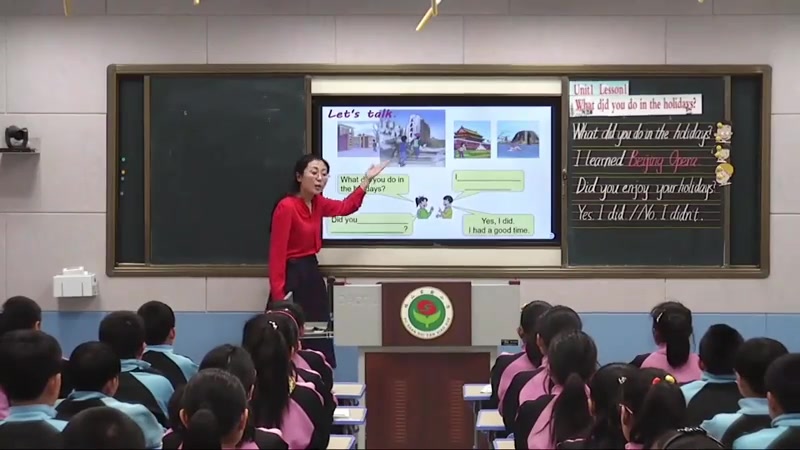 Let's talk.
What did you do in
the holidays?
I
Did you
?
Yes, I did.
I had a good time.
Unit1 Lesson1
What did you do in the holidays?
What did you do in the holidays?
I learned Beijing Opera.
Did you enjoy your holidays?
Yes. I did. / No. I didn't.